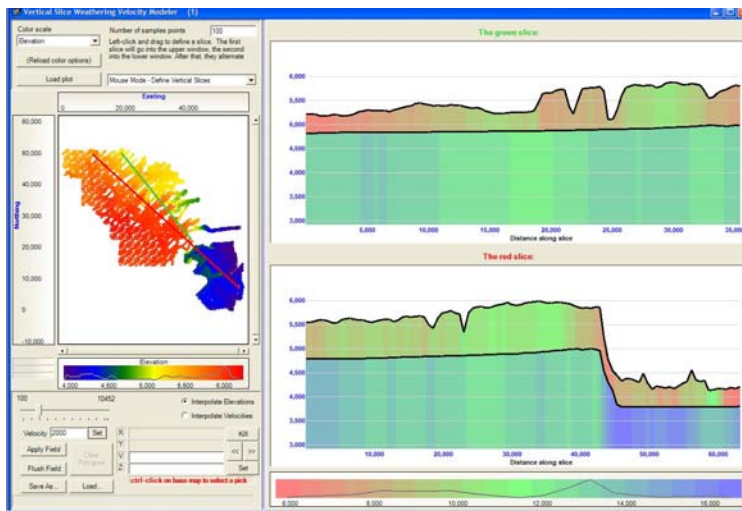 Vertical Slice Weathering Velocity Modeler (1)
Color scale
Elevation
(Reload color options)
Load plot
Number of samples points 100
Left-click and drag to define a slice. The first
slice will go into the upper window, the second
into the lower window. After that, they alternate
Mouse Mode - Define Vertical Slices
Easting
0 20,000 40,000
Northing
80,000
60,000
50,000
40,000
30,000
20,000
10,000
0
-10,000
Elevation
4,000 4,500 5,000 5,500 6,000
100 10452
Interpolate Elevations
Interpolate Velocities
Velocity 2000 Set
Apply Field
Flush Field
Clear
Polygons
Save As... Load...
X:
Y:
V:
Z:
Kill
<< >>
Set
ctrl-click on base map to select a pick
The green slice:
6,000
5,500
5,000
4,500
4,000
3,500
3,000
5,000 10,000 15,000 20,000 25,000 30,000 35,000
Distance along slice
The red slice:
6,000
5,500
5,000
4,500
4,000
3,500
3,000
10,000 20,000 30,000 40,000 50,000 60,000
Distance along slice
6,000 8,000 10,000 12,000 14,000 16,000